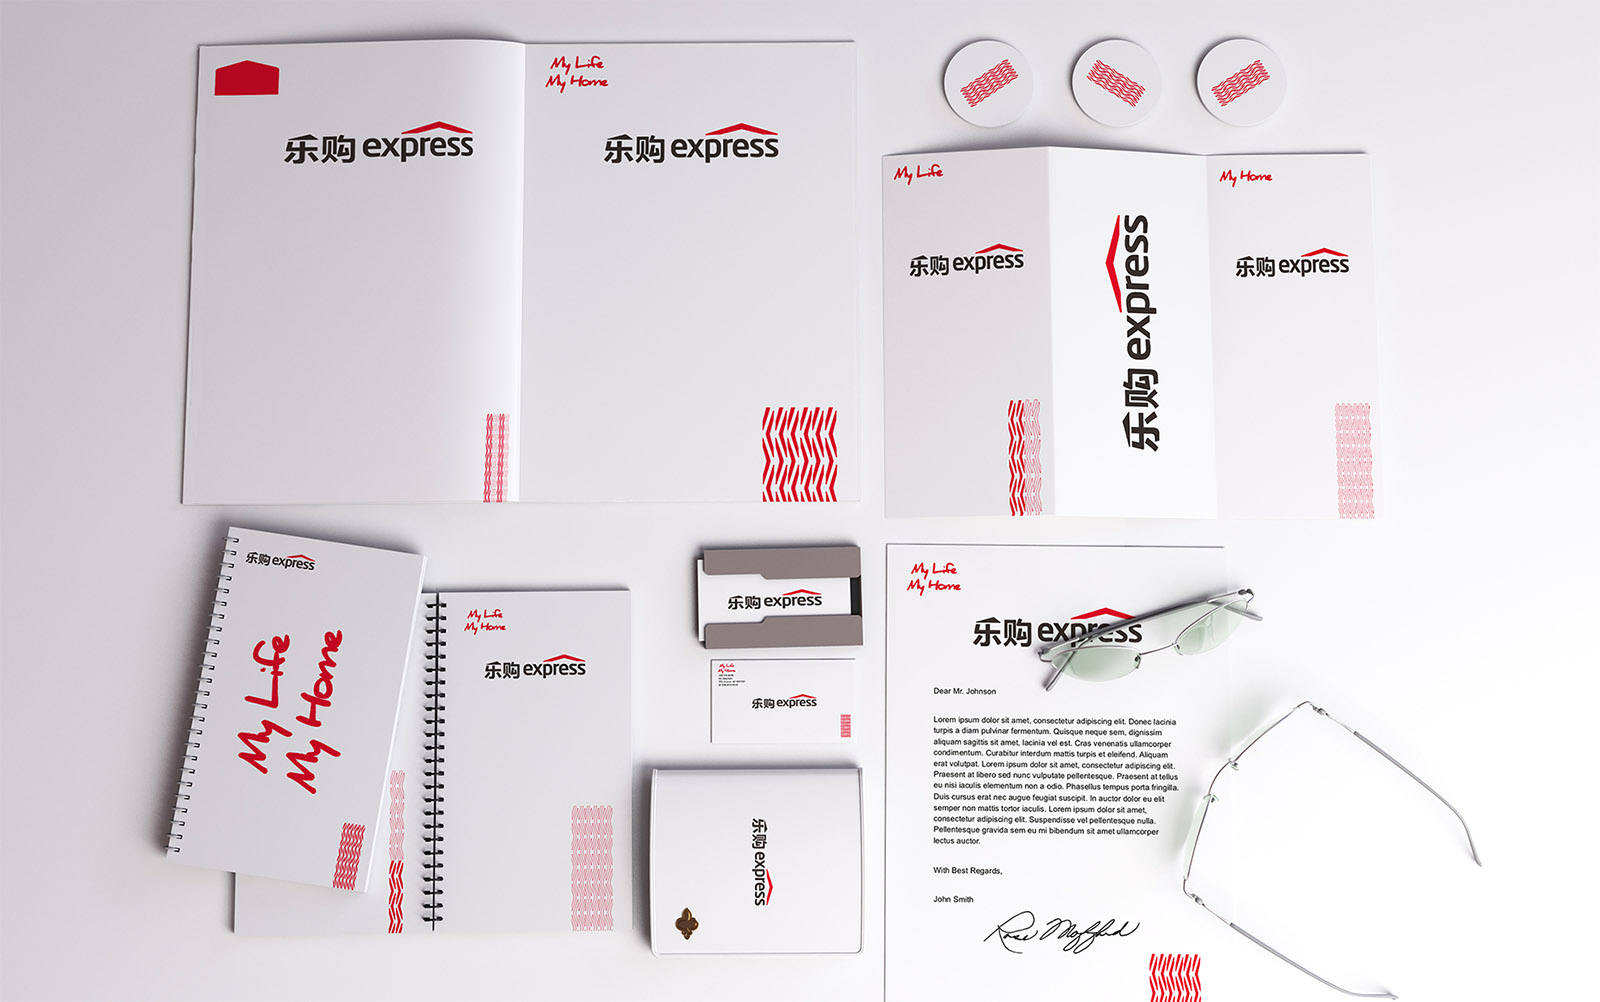 My Life
My Home
乐购 express
乐购 express
My Life
乐购 express
乐购 express
My Home
乐购 express
乐购 express
My Life
My Home
My Life
My Home
乐购 express
乐购 express
My Life
My Home
乐购 express
乐购 express
My Life
My Home
乐购 express
Dear Mr. Johnson
Lorem ipsum dolor sit amet, consectetur adipiscing elit. Donec lacinia
turpis a diam pulvinar fermentum. Quisque neque sem, dignissim
aliquam sagittis sit amet, lacinia vel est. Cras venenatis ullamcorper
condimentum. Curabitur interdum mattis turpis et eleifend. Aliquam
erat volutpat. Lorem ipsum dolor sit amet, consectetur adipiscing elit.
Praesent at libero sed nunc vulputate pellentesque. Praesent at tellus
eu nisi iaculis elementum non a odio. Phasellus tempus porta fringilla.
Duis cursus erat nec augue feugiat suscipit. In auctor dolor eu elit
semper non mattis tortor iaculis. Lorem ipsum dolor sit amet,
consectetur adipiscing elit. Suspendisse vel pellentesque nulla.
Pellentesque gravida sem eu mi bibendum sit amet ullamcorper
lectus auctor.
With Best Regards,
John Smith